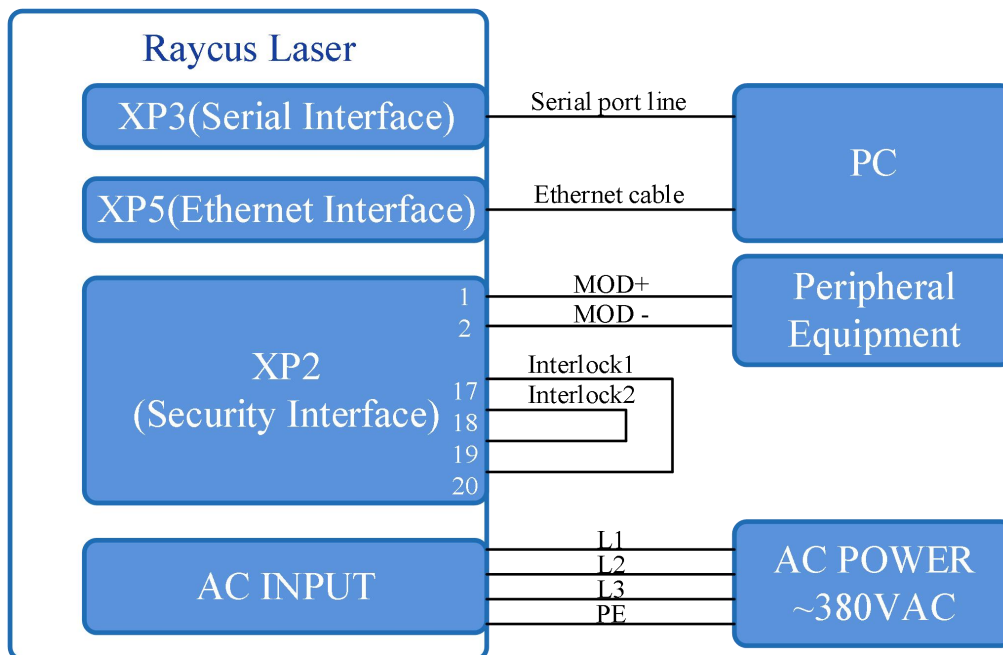 Raycus Laser
XP3(Serial Interface)
Serial port line
PC
XP5(Ethernet Interface)
Ethernet cable
XP2
(Security Interface)
1
2
17
18
19
20
MOD+
MOD -
Peripheral
Equipment
Interlock1
Interlock2
AC INPUT
L1
L2
L3
PE
AC POWER
~380VAC